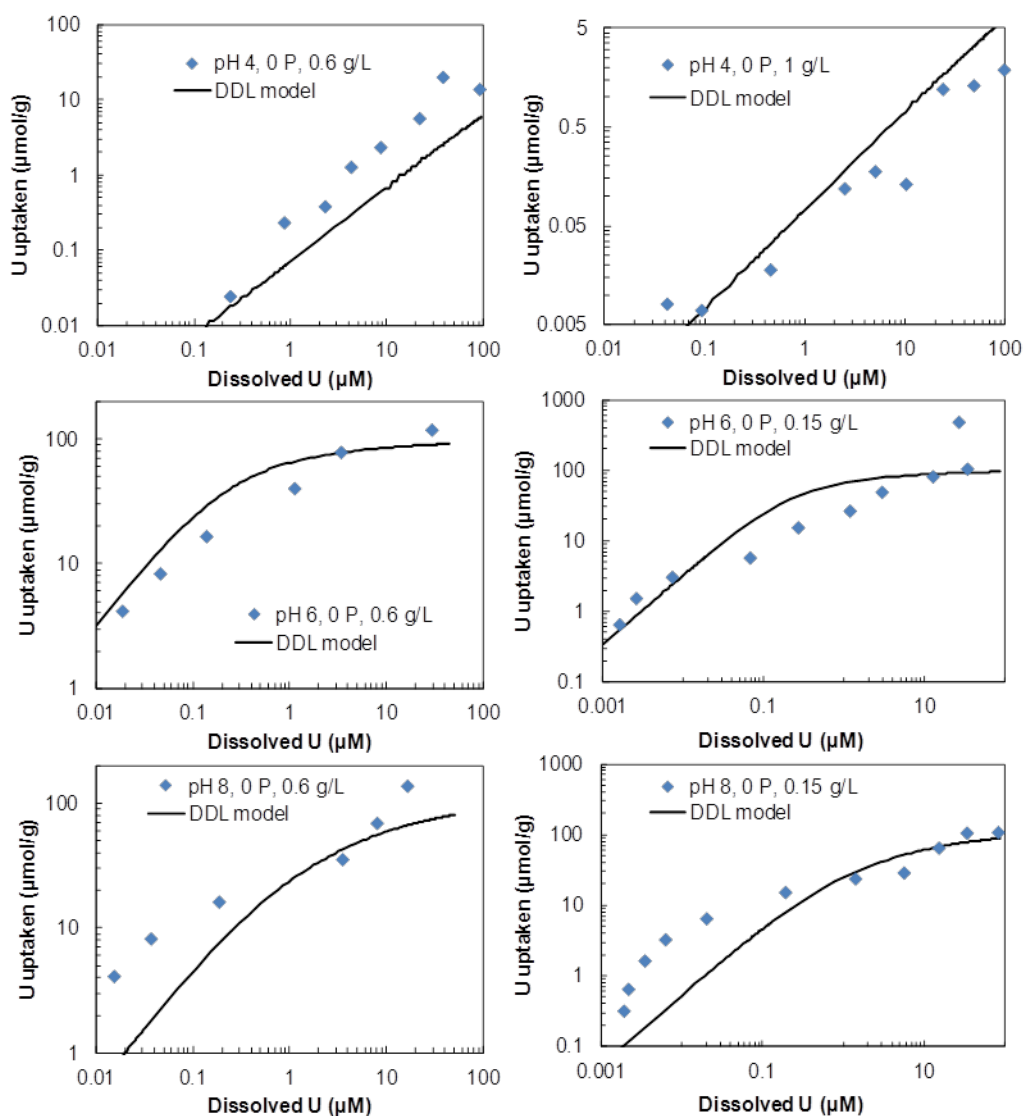 100
10
1
0.1
0.01
U uptaken (µmol/g)
pH 4, 0 P, 0.6 g/L
DDL model
0.01 0.1 1 10 100
Dissolved U (µM)
5
0.5
0.05
0.005
U uptaken (µmol/g)
pH 4, 0 P, 1 g/L
DDL model
0.01 0.1 1 10 100
Dissolved U (µM)
100
10
1
U uptaken (µmol/g)
pH 6, 0 P, 0.6 g/L
DDL model
0.01 0.1 1 10 100
Dissolved U (µM)
1000
100
10
1
0.1
U uptaken (µmol/g)
pH 6, 0 P, 0.15 g/L
DDL model
0.001 0.1 10
Dissolved U (µM)
100
10
1
U uptaken (µmol/g)
pH 8, 0 P, 0.6 g/L
DDL model
0.01 0.1 1 10 100
Dissolved U (µM)
1000
100
10
1
0.1
U uptaken (µmol/g)
pH 8, 0 P, 0.15 g/L
DDL model
0.001 0.1 10
Dissolved U (µM)